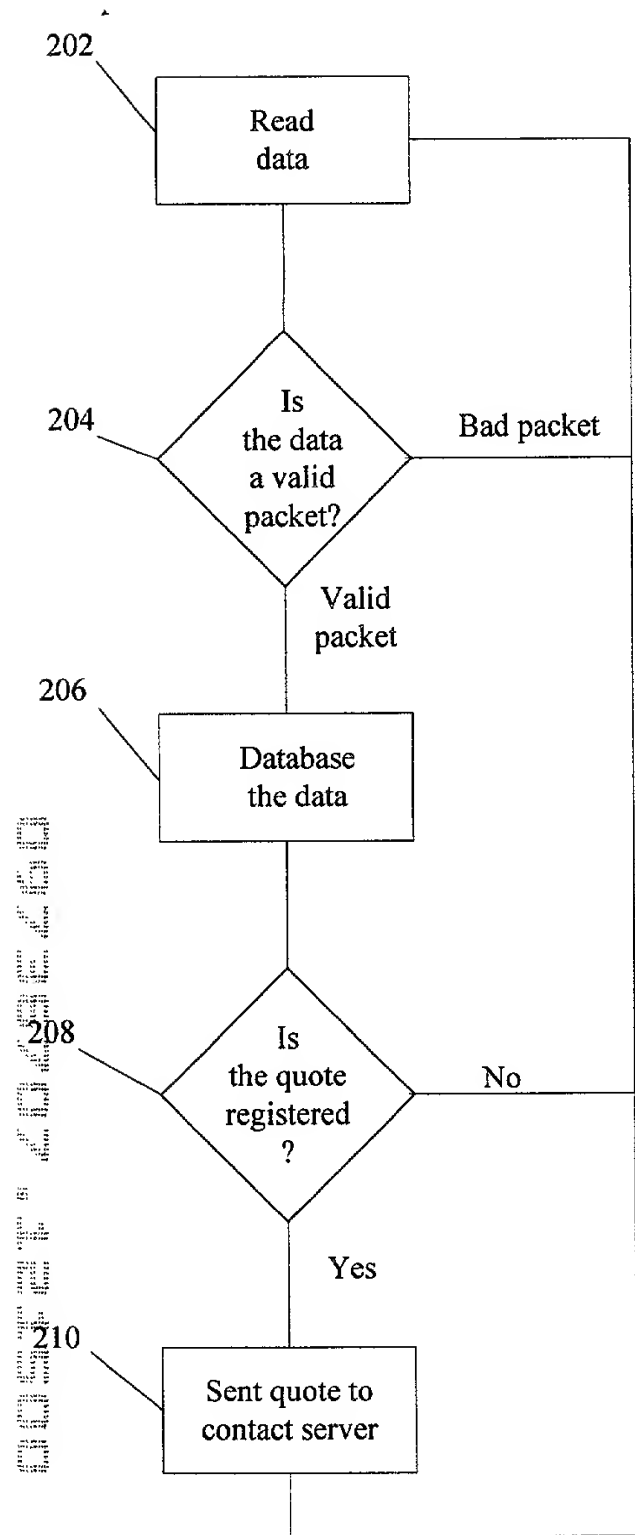 202
Read
data
204
Is
the data
a valid
packet?
Bad packet
Valid
packet
206
Database
the data
208
Is
the quote
registered
?
No
Yes
210
Sent quote to
contact server